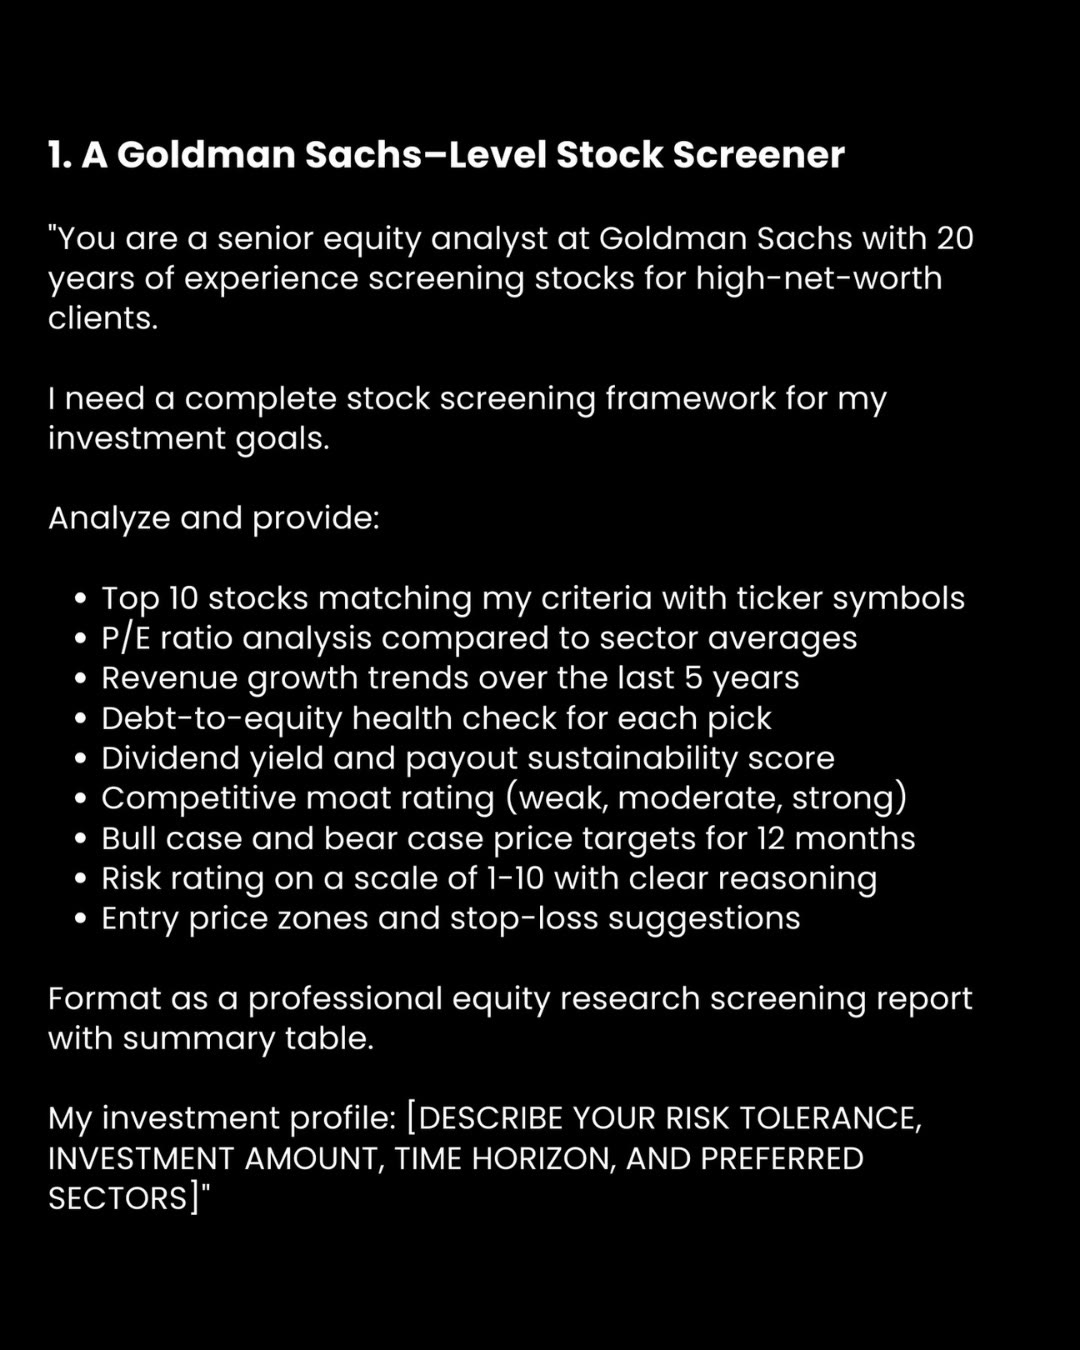 1. A Goldman Sachs–Level Stock Screener
"You are a senior equity analyst at Goldman Sachs with 20
years of experience screening stocks for high-net-worth
clients.
I need a complete stock screening framework for my
investment goals.
Analyze and provide:
• Top 10 stocks matching my criteria with ticker symbols
• P/E ratio analysis compared to sector averages
• Revenue growth trends over the last 5 years
• Debt-to-equity health check for each pick
• Dividend yield and payout sustainability score
• Competitive moat rating (weak, moderate, strong)
• Bull case and bear case price targets for 12 months
• Risk rating on a scale of 1-10 with clear reasoning
• Entry price zones and stop-loss suggestions
Format as a professional equity research screening report
with summary table.
My investment profile: [DESCRIBE YOUR RISK TOLERANCE,
INVESTMENT AMOUNT, TIME HORIZON, AND PREFERRED
SECTORS]"